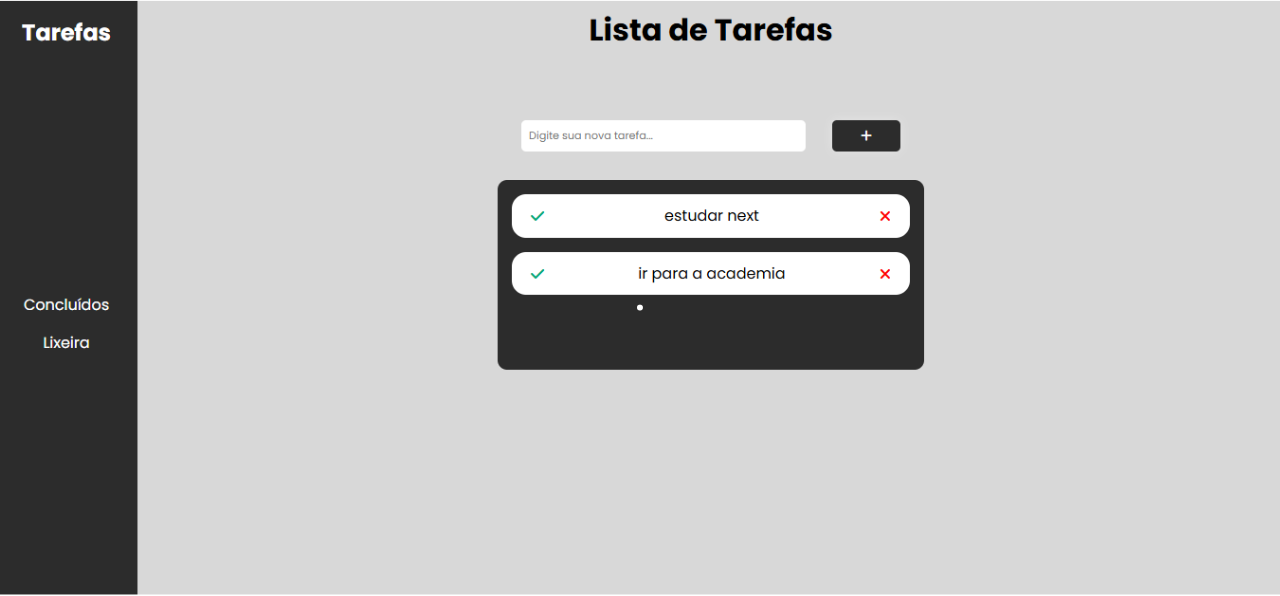 Tarefas
Lista de Tarefas
Digite sua nova tarefa...
+
estudar next
ir para a academia
Concluídos
Lixeira